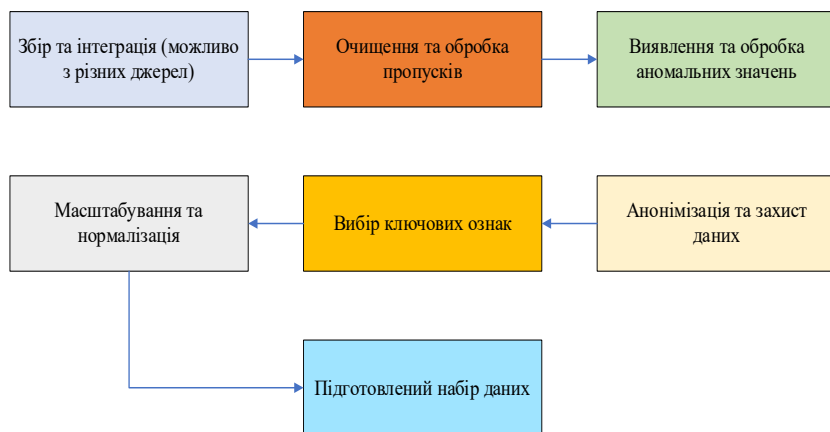 Збір та інтеграція (можливо
з різних джерел)
Очищення та обробка
пропусків
Виявлення та обробка
аномальних значень
Масштабування та
нормалізація
Вибір ключових ознак
Анонімізація та захист
даних
Підготовлений набір даних